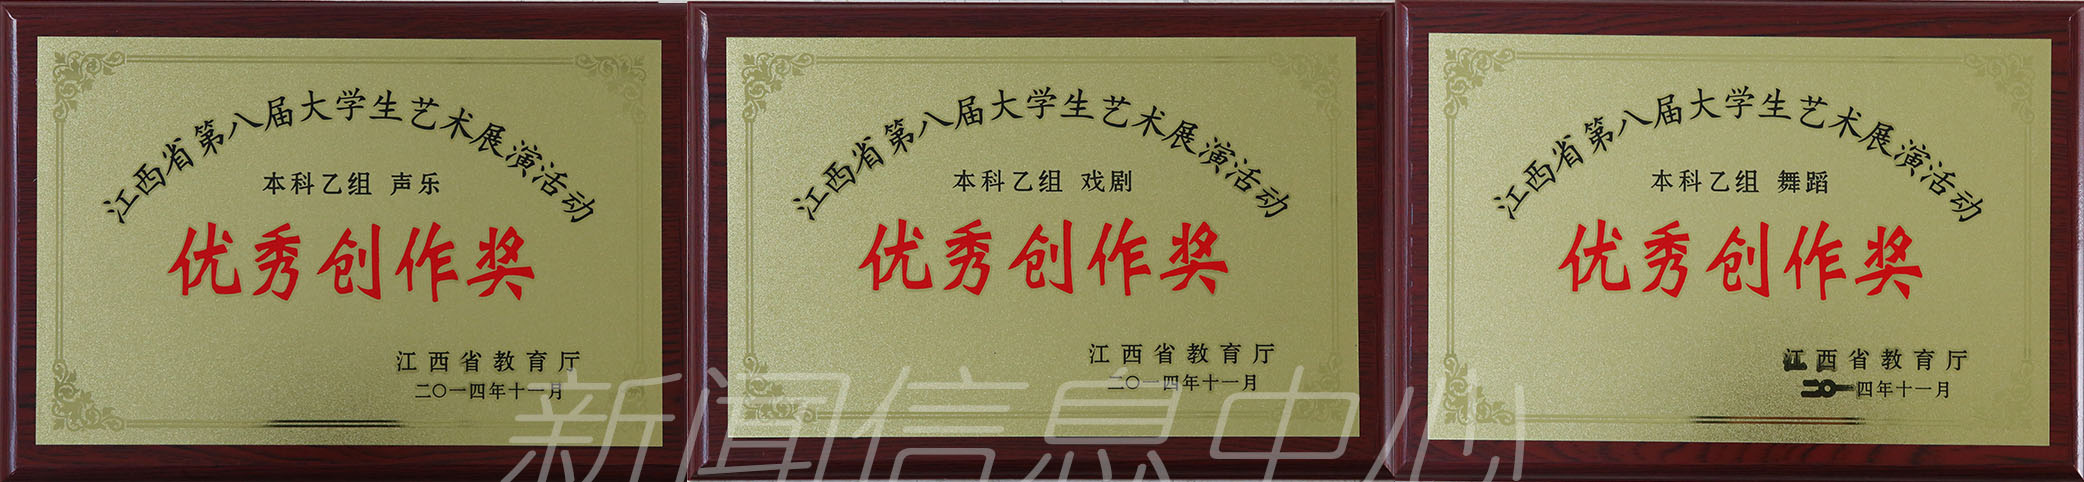 江西省第八届大学生艺术展演活动
本科乙组 声乐
优秀创作奖
江西省教育厅
二〇一四年十一月
江西省第八届大学生艺术展演活动
本科乙组 戏剧
优秀创作奖
江西省教育厅
二〇一四年十一月
江西省第八届大学生艺术展演活动
本科乙组 舞蹈
优秀创作奖
江西省教育厅
四年十一月
新闻信息中心